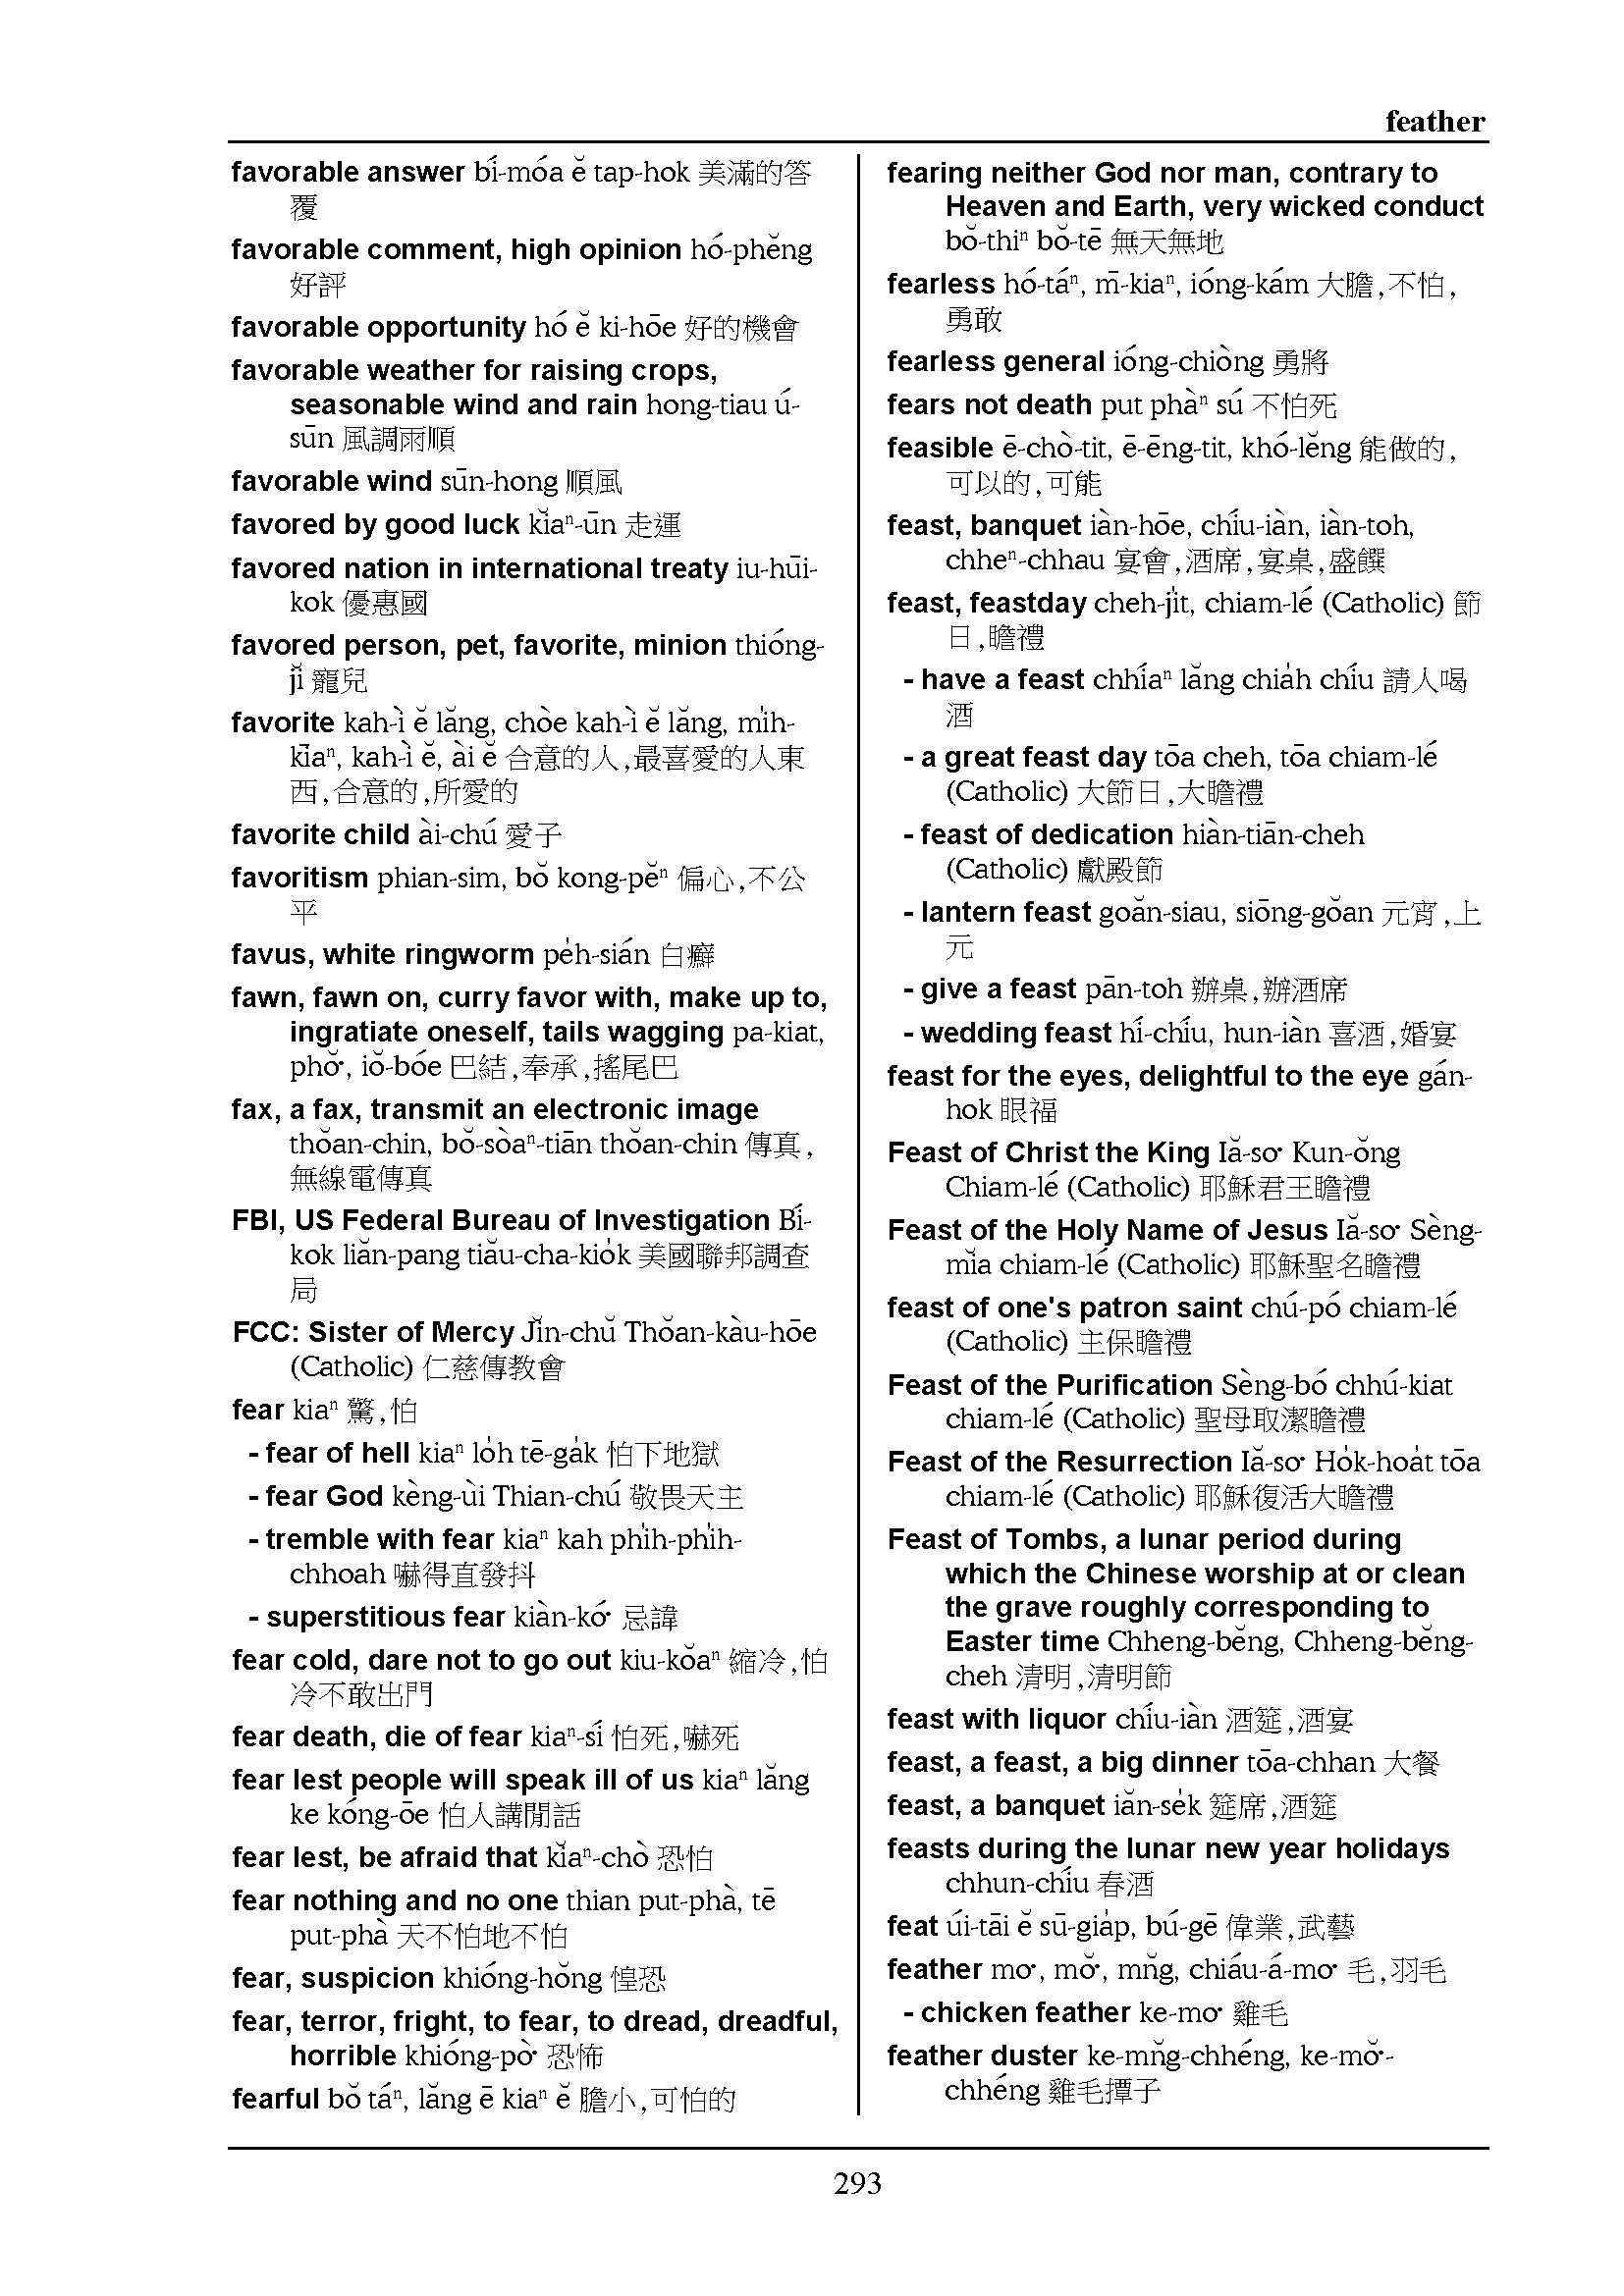 feather
favorable answer bí-móa ĕ tap-hok 美滿的答
覆
favorable comment, high opinion hó-phĕng
好評
favorable opportunity hó ĕ ki-hōe 好的機會
favorable weather for raising crops,
seasonable wind and rain hong-tiau ú-
sūn 風調雨順
favorable wind sūn-hong 順風
favored by good luck kĭaⁿ-ūn 走運
favored nation in international treaty iu-hūi-
kok 優惠國
favored person, pet, favorite, minion thióng-
jĭ 寵兒
favorite kah-ì ĕ lăng, chòe kah-ì ĕ lăng, mi̍h-
kīaⁿ, kah-ì ĕ, ài ĕ 合意的人,最喜愛的人東
西,合意的,所愛的
favorite child ài-chú 愛子
favoritism phian-sim, bŏ kong-pĕⁿ 偏心,不公
平
favus, white ringworm pe̍h-sián 白癬
fawn, fawn on, curry favor with, make up to,
ingratiate oneself, tails wagging pa-kiat,
phŏ͘, iŏ-bóe 巴結,奉承,搖尾巴
fax, a fax, transmit an electronic image
thŏan-chin, bŏ-sòaⁿ-tiān thŏan-chin 傳真,
無線電傳真
FBI, US Federal Bureau of Investigation Bí-
kok liăn-pang tiău-cha-kio̍k 美國聯邦調查
局
FCC: Sister of Mercy Jĭn-chŭ Thŏan-kàu-hōe
(Catholic) 仁慈傳教會
fear kiaⁿ 驚,怕
- fear of hell kiaⁿ lo̍h tē-ga̍k 怕下地獄
- fear God kèng-ùi Thian-chú 敬畏天主
- tremble with fear kiaⁿ kah phi̍h-phi̍h-
chhoah 嚇得直發抖
- superstitious fear kiàn-kó͘ 忌諱
fear cold, dare not to go out kiu-kŏaⁿ 縮冷,怕
冷不敢出門
fear death, die of fear kiaⁿ-sí 怕死,嚇死
fear lest people will speak ill of us kiaⁿ lăng
ke kóng-ōe 怕人講閒話
fear lest, be afraid that kĭaⁿ-chò 恐怕
fear nothing and no one thian put-phà, tē
put-phà 天不怕地不怕
fear, suspicion khióng-hŏng 惶恐
fear, terror, fright, to fear, to dread, dreadful,
horrible khióng-pò͘ 恐怖
fearful bŏ táⁿ, lăng ē kiaⁿ ĕ 膽小,可怕的
fearing neither God nor man, contrary to
Heaven and Earth, very wicked conduct
bŏ-thiⁿ bŏ-tē 無天無地
fearless hó-táⁿ, m̄-kiaⁿ, ióng-kám 大膽,不怕,
勇敢
fearless general ióng-chiòng 勇將
fears not death put phàⁿ sú 不怕死
feasible ē-chò-tit, ē-ēng-tit, khó-lĕng 能做的,
可以的,可能
feast, banquet iàn-hōe, chíu-iàn, iàn-toh,
chheⁿ-chhau 宴會,酒席,宴桌,盛饌
feast, feastday cheh-ji̍t, chiam-lé (Catholic) 節
日,瞻禮
- have a feast chhíaⁿ lăng chia̍h chíu 請人喝
酒
- a great feast day tōa cheh, tōa chiam-lé
(Catholic) 大節日,大瞻禮
- feast of dedication hiàn-tiān-cheh
(Catholic) 獻殿節
- lantern feast goăn-siau, siōng-gŏan 元宵,上
元
- give a feast pān-toh 辦桌,辦酒席
- wedding feast hí-chíu, hun-iàn 喜酒,婚宴
feast for the eyes, delightful to the eye gán-
hok 眼福
Feast of Christ the King Iă-so͘ Kun-ŏng
Chiam-lé (Catholic) 耶穌君王瞻禮
Feast of the Holy Name of Jesus Iă-so͘ Sèng-
mĭa chiam-lé (Catholic) 耶穌聖名瞻禮
feast of one's patron saint chú-pó chiam-lé
(Catholic) 主保瞻禮
Feast of the Purification Sèng-bó chhú-kiat
chiam-lé (Catholic) 聖母取潔瞻禮
Feast of the Resurrection Iă-so͘ Ho̍k-hoa̍t tōa
chiam-lé (Catholic) 耶穌復活大瞻禮
Feast of Tombs, a lunar period during
which the Chinese worship at or clean
the grave roughly corresponding to
Easter time Chheng-bĕng, Chheng-bĕng-
cheh 清明,清明節
feast with liquor chíu-iàn 酒筵,酒宴
feast, a feast, a big dinner tōa-chhan 大餐
feast, a banquet iăn-se̍k 筵席,酒筵
feasts during the lunar new year holidays
chhun-chíu 春酒
feat úi-tāi ĕ sū-gia̍p, bú-gē 偉業,武藝
feather mo͘, mŏ͘, mn̆g, chiáu-á-mo͘ 毛,羽毛
- chicken feather ke-mo͘ 雞毛
feather duster ke-mn̆g-chhéng, ke-mŏ͘-
chhéng 雞毛撢子
293